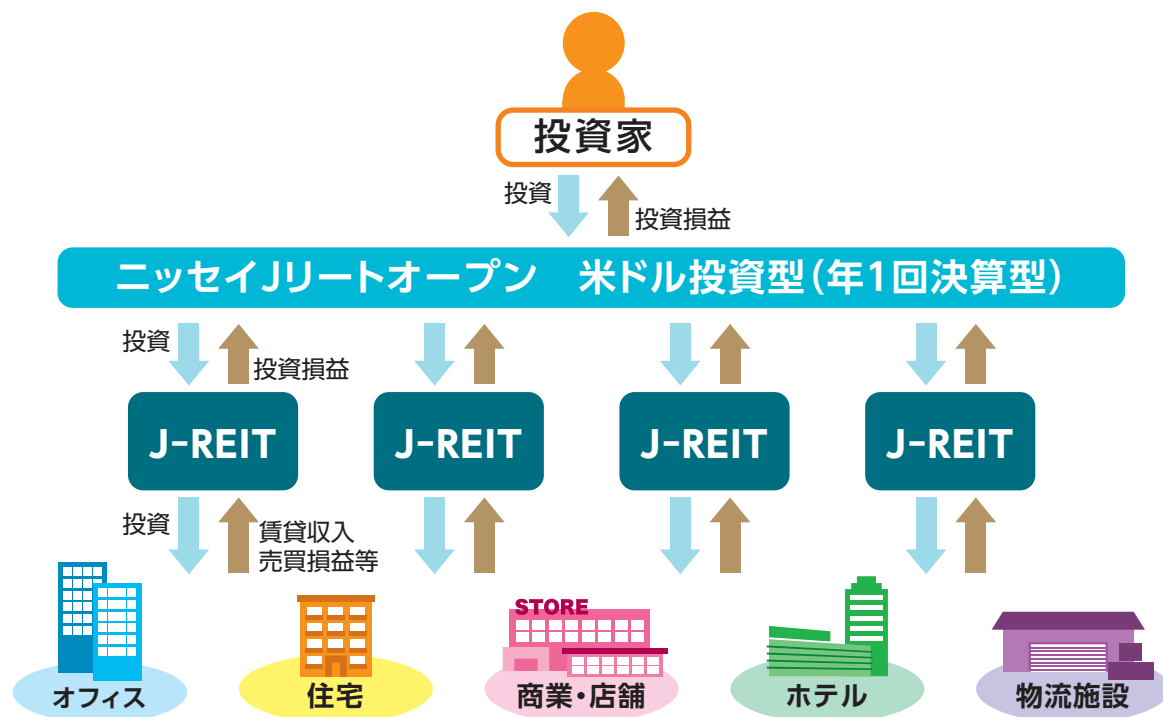 投資家
投資
投資損益
ニッセイJリートオープン　米ドル投資型(年1回決算型)
投資
投資損益
J-REIT
J-REIT
J-REIT
J-REIT
投資
賃貸収入
売買損益等
STORE
オフィス
住宅
商業・店舗
ホテル
物流施設